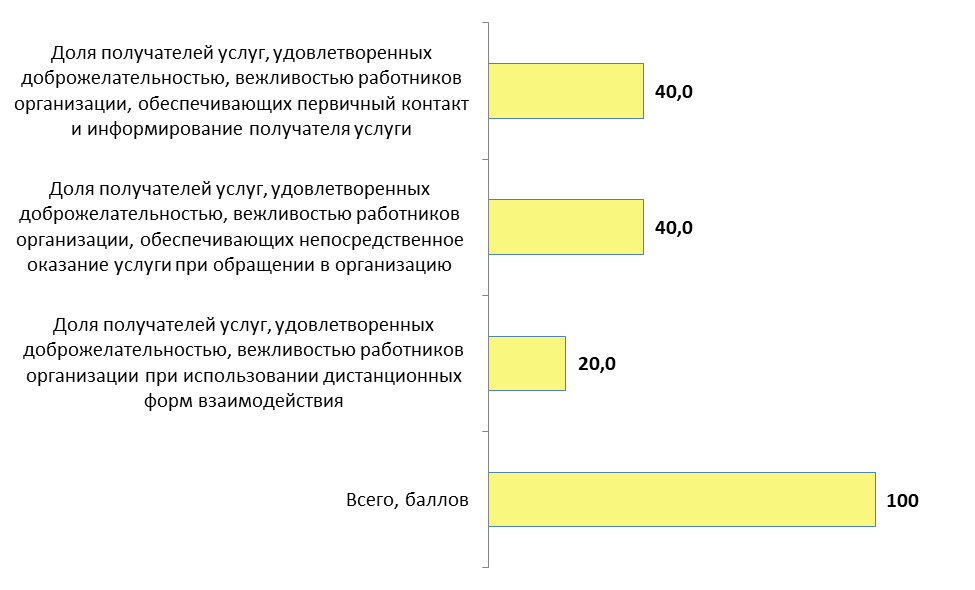 Доля получателей услуг, удовлетворенных
доброжелательностью, вежливостью работников
организации, обеспечивающих первичный контакт
и информирование получателя услуги
40,0
Доля получателей услуг, удовлетворенных
доброжелательностью, вежливостью работников
организации, обеспечивающих непосредственное
оказание услуги при обращении в организацию
40,0
Доля получателей услуг, удовлетворенных
доброжелательностью, вежливостью работников
организации при использовании дистанционных
форм взаимодействия
20,0
Всего, баллов
100